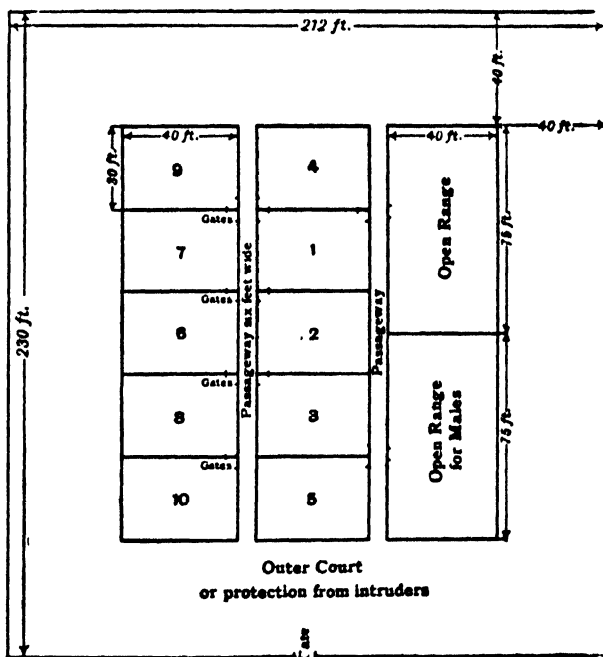 212 ft.
40 ft.
40 ft.
40 ft.
40 ft.
30 ft.
9
4
Gates
7
1
Gates
6
2
Gates
8
3
Gates
10
5
Passageway six feet wide
Passageway
Open Range
75 ft.
Open Range
for Males
75 ft.
230 ft.
Outer Court
or protection from intruders